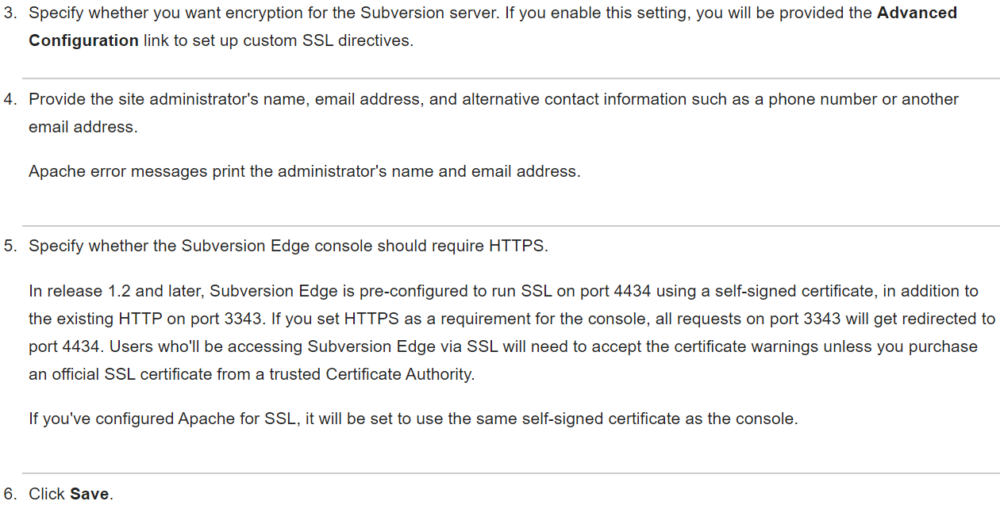 3. Specify whether you want encryption for the Subversion server. If you enable this setting, you will be provided the Advanced
Configuration link to set up custom SSL directives.
4. Provide the site administrator's name, email address, and alternative contact information such as a phone number or another
email address.
Apache error messages print the administrator's name and email address.
5. Specify whether the Subversion Edge console should require HTTPS.
In release 1.2 and later, Subversion Edge is pre-configured to run SSL on port 4434 using a self-signed certificate, in addition to
the existing HTTP on port 3343. If you set HTTPS as a requirement for the console, all requests on port 3343 will get redirected to
port 4434. Users who'll be accessing Subversion Edge via SSL will need to accept the certificate warnings unless you purchase
an official SSL certificate from a trusted Certificate Authority.
If you've configured Apache for SSL, it will be set to use the same self-signed certificate as the console.
6. Click Save.